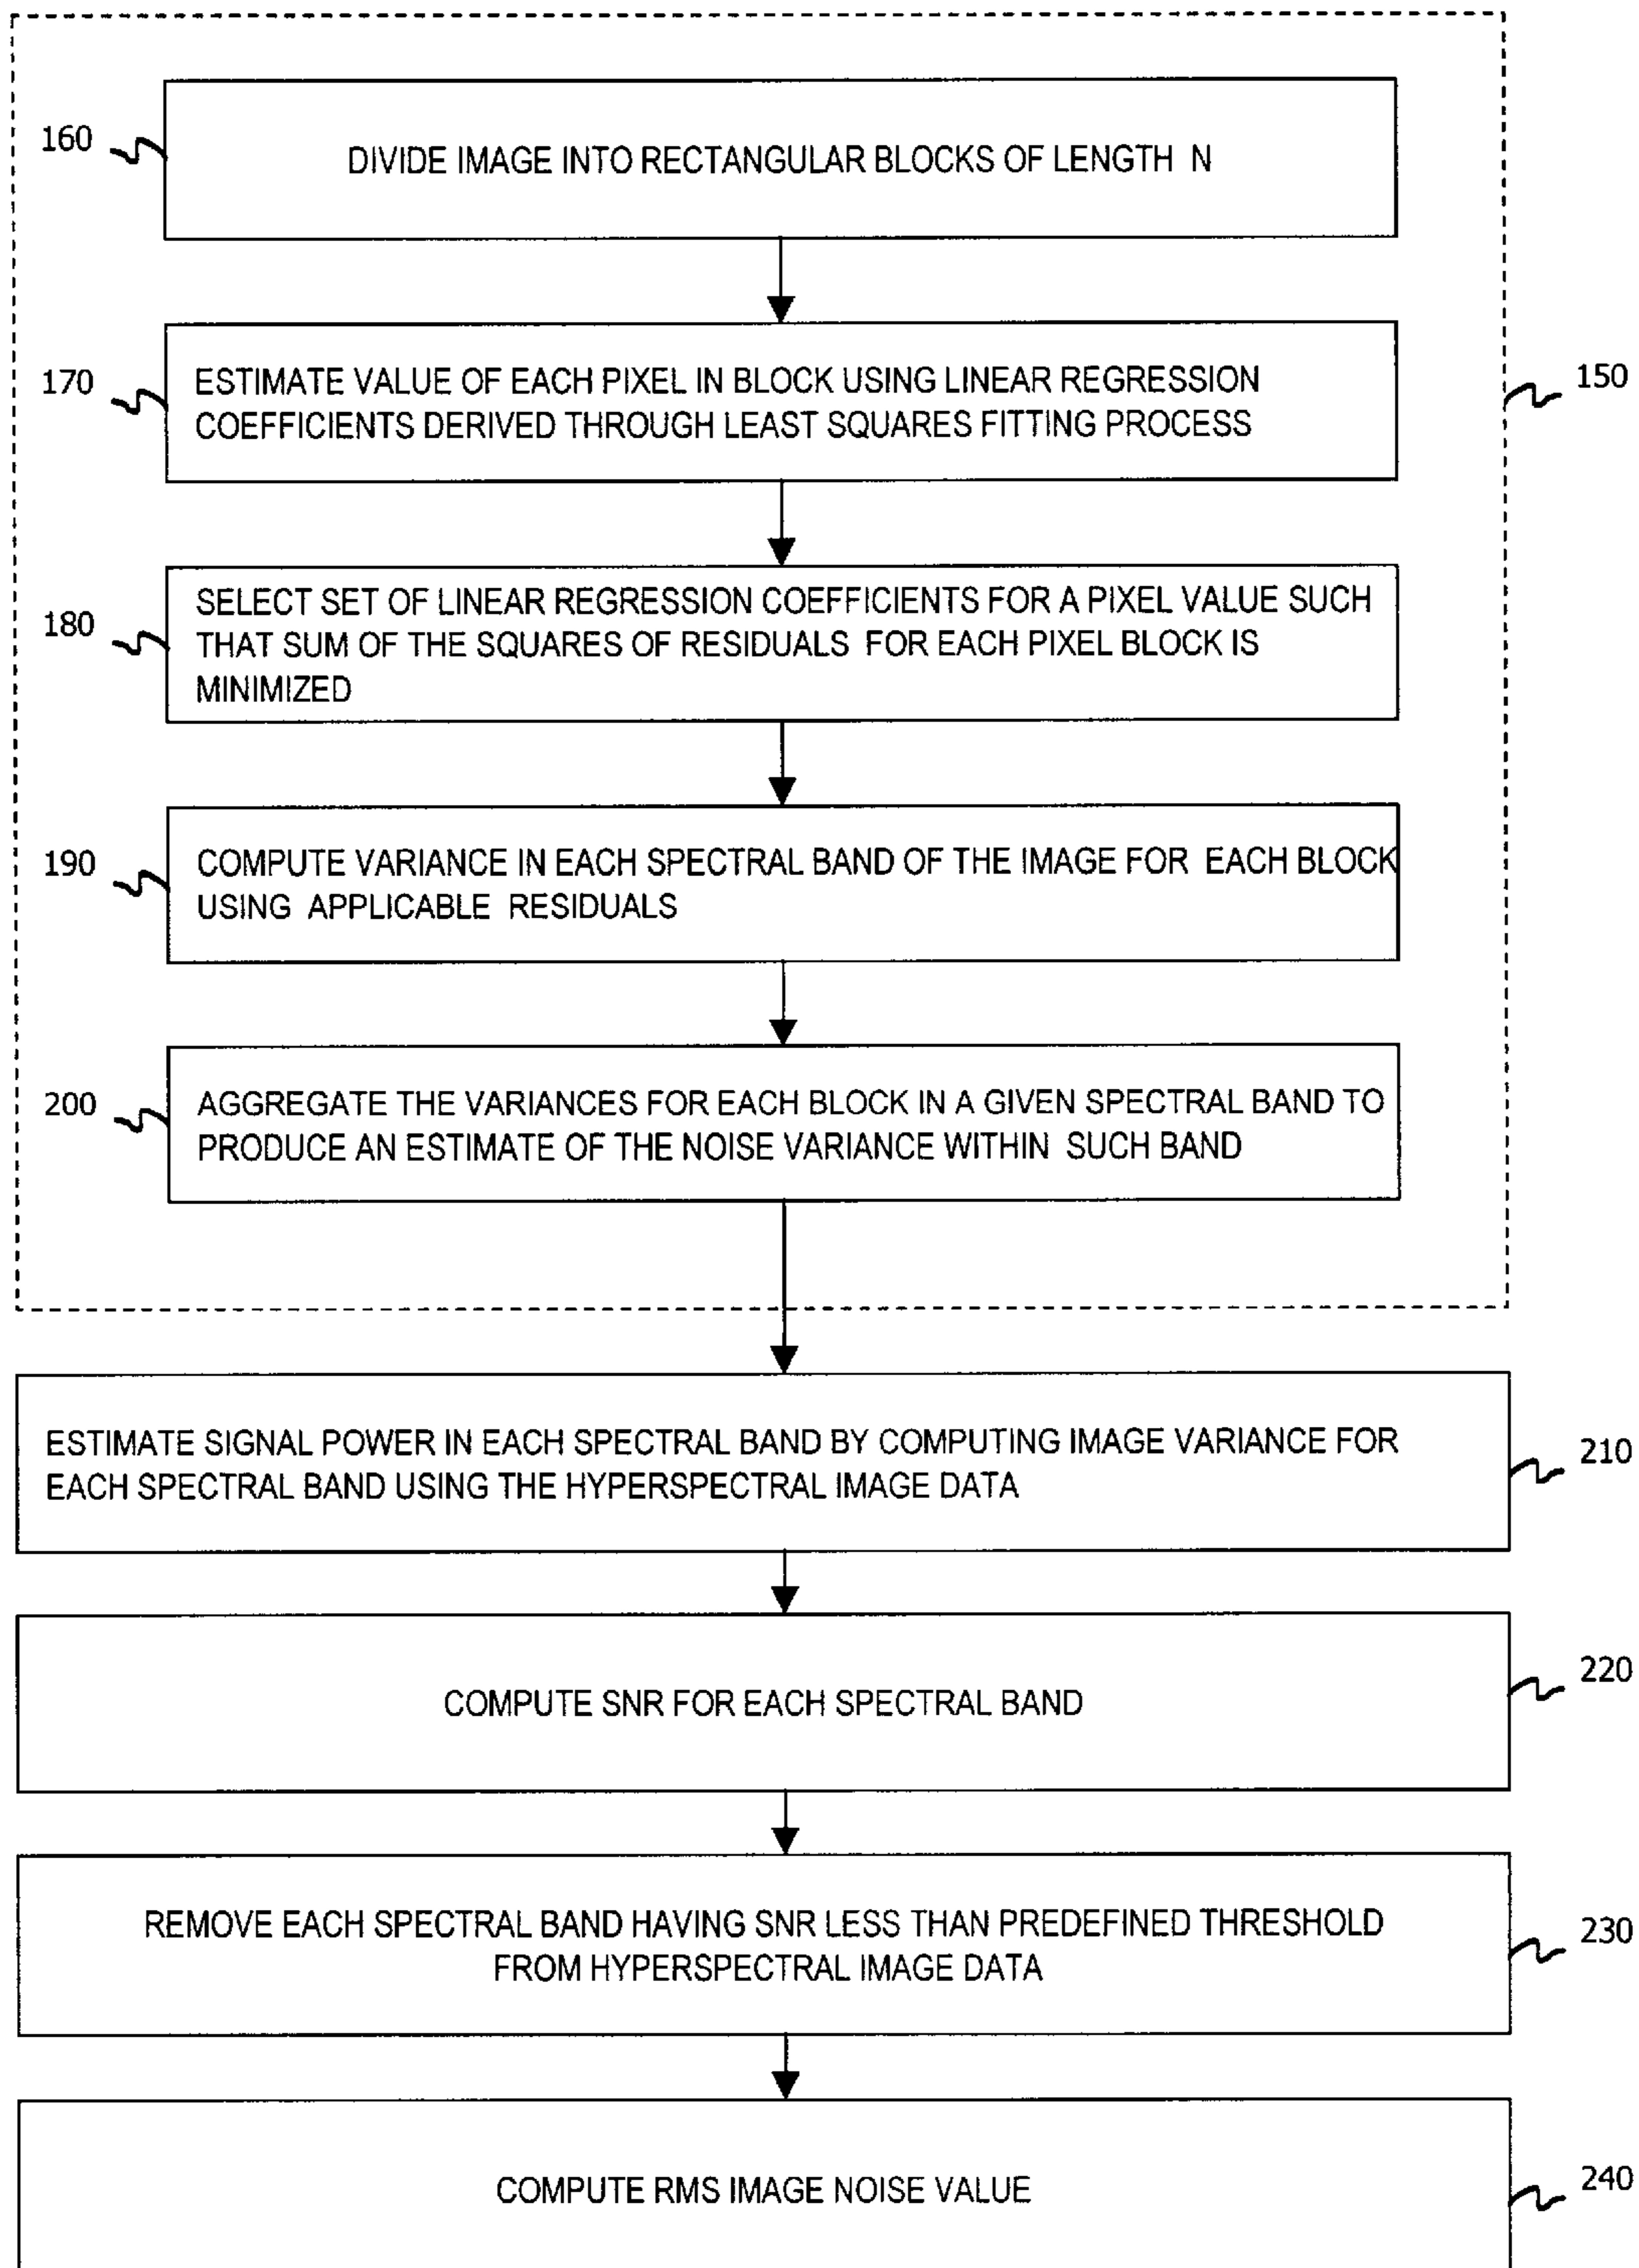 160
DIVIDE IMAGE INTO RECTANGULAR BLOCKS OF LENGTH N
170
ESTIMATE VALUE OF EACH PIXEL IN BLOCK USING LINEAR REGRESSION
COEFFICIENTS DERIVED THROUGH LEAST SQUARES FITTING PROCESS
150
180
SELECT SET OF LINEAR REGRESSION COEFFICIENTS FOR A PIXEL VALUE SUCH
THAT SUM OF THE SQUARES OF RESIDUALS FOR EACH PIXEL BLOCK IS
MINIMIZED
190
COMPUTE VARIANCE IN EACH SPECTRAL BAND OF THE IMAGE FOR EACH BLOCK
USING APPLICABLE RESIDUALS
200
AGGREGATE THE VARIANCES FOR EACH BLOCK IN A GIVEN SPECTRAL BAND TO
PRODUCE AN ESTIMATE OF THE NOISE VARIANCE WITHIN SUCH BAND
ESTIMATE SIGNAL POWER IN EACH SPECTRAL BAND BY COMPUTING IMAGE VARIANCE FOR
EACH SPECTRAL BAND USING THE HYPERSPECTRAL IMAGE DATA
210
COMPUTE SNR FOR EACH SPECTRAL BAND
220
REMOVE EACH SPECTRAL BAND HAVING SNR LESS THAN PREDEFINED THRESHOLD
FROM HYPERSPECTRAL IMAGE DATA
230
COMPUTE RMS IMAGE NOISE VALUE
240